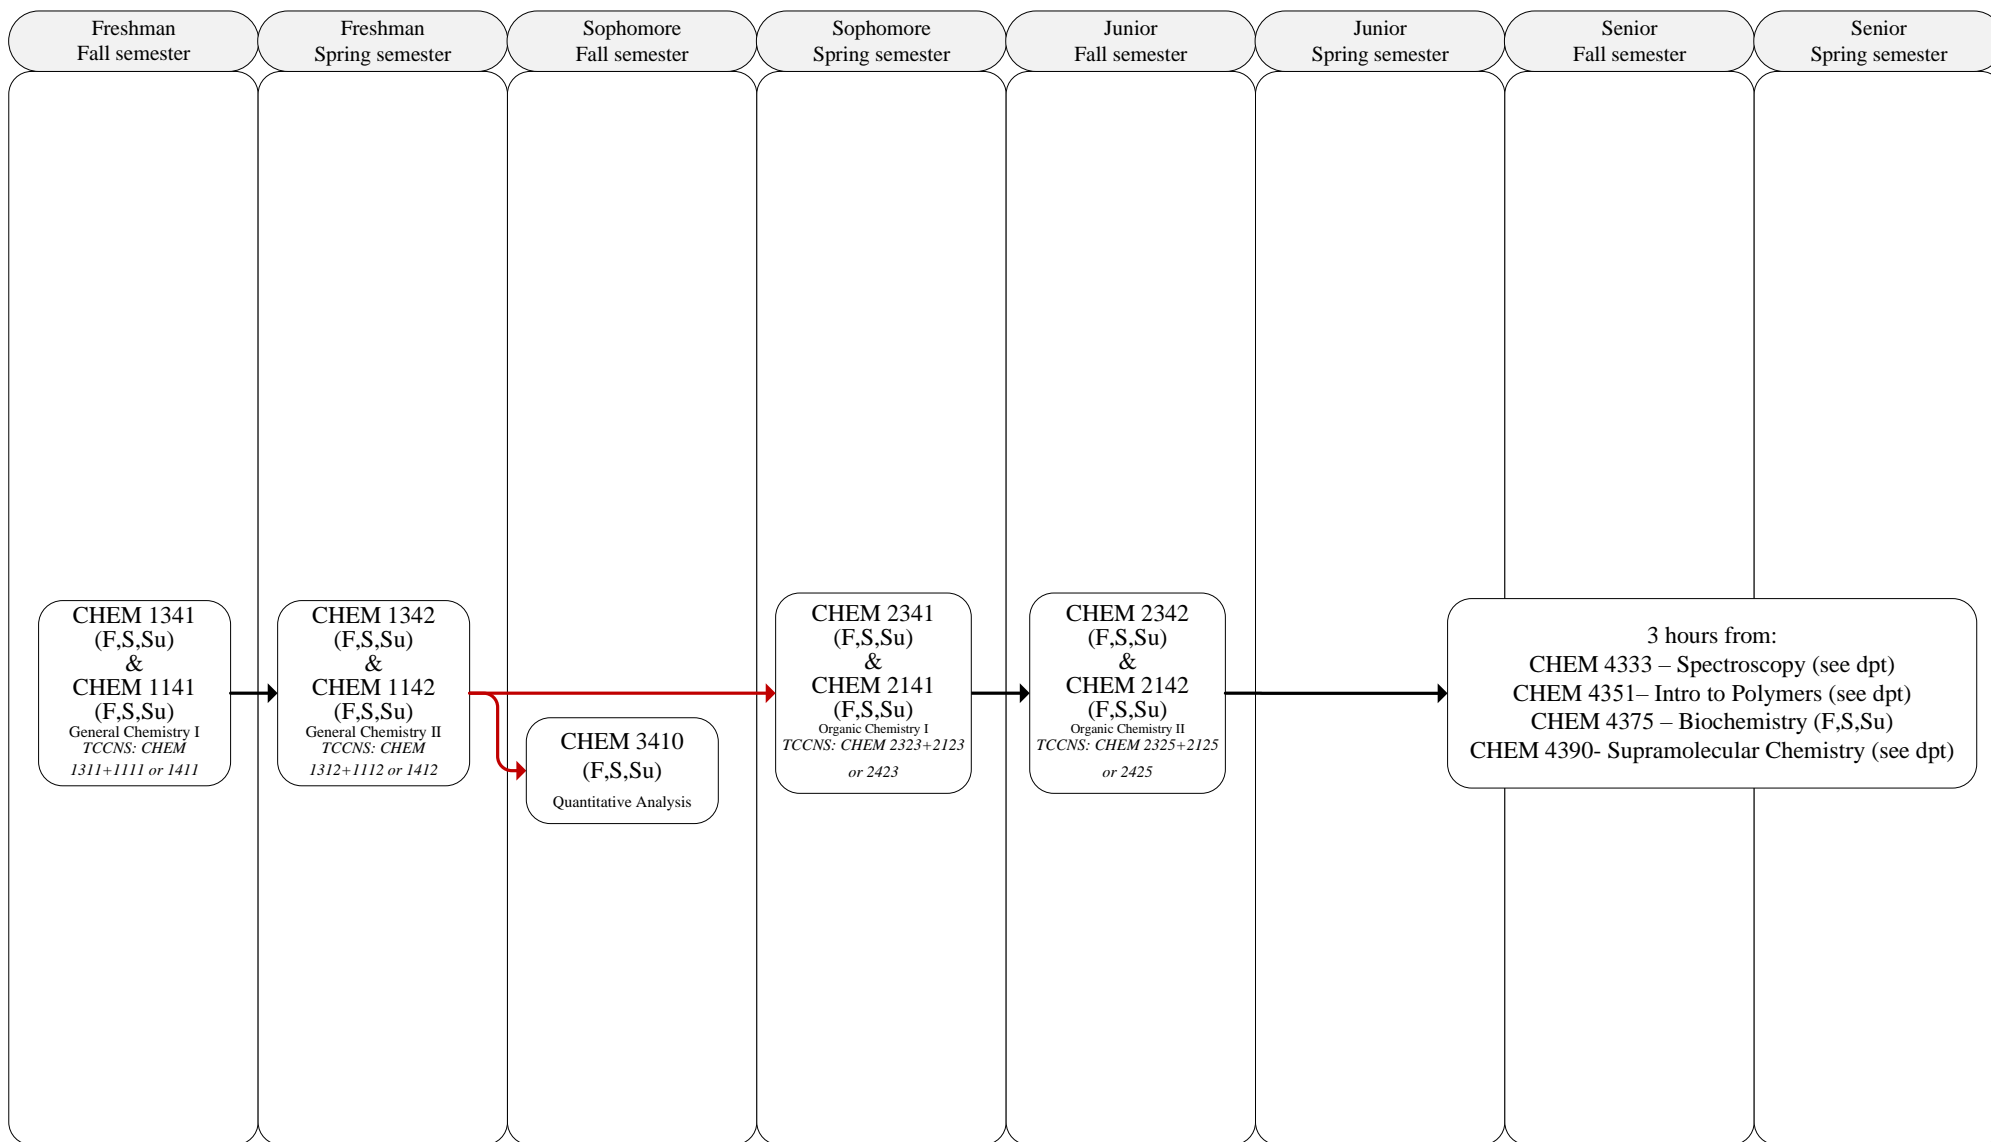 Freshman
Fall semester
Freshman
Spring semester
Sophomore
Fall semester
Sophomore
Spring semester
Junior
Fall semester
Junior
Spring semester
Senior
Fall semester
Senior
Spring semester
CHEM 1341
(F,S,Su)
&
CHEM 1141
(F,S,Su)
General Chemistry I
TCCNS: CHEM
1311+1111 or 1411
CHEM 1342
(F,S,Su)
&
CHEM 1142
(F,S,Su)
General Chemistry II
TCCNS: CHEM
1312+1112 or 1412
CHEM 3410
(F,S,Su)
Quantitative Analysis
CHEM 2341
(F,S,Su)
&
CHEM 2141
(F,S,Su)
Organic Chemistry I
TCCNS: CHEM 2323+2123
or 2423
CHEM 2342
(F,S,Su)
&
CHEM 2142
(F,S,Su)
Organic Chemistry II
TCCNS: CHEM 2325+2125
or 2425
3 hours from:
CHEM 4333 – Spectroscopy (see dpt)
CHEM 4351– Intro to Polymers (see dpt)
CHEM 4375 – Biochemistry (F,S,Su)
CHEM 4390- Supramolecular Chemistry (see dpt)